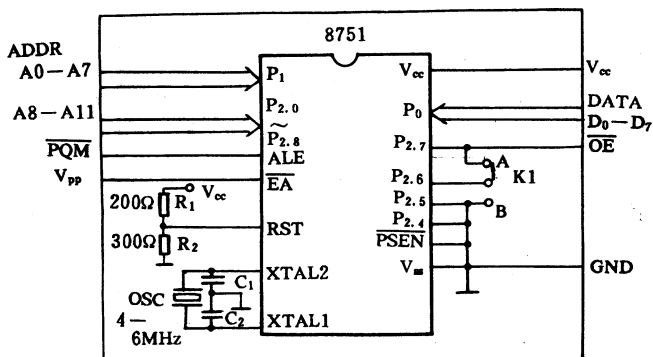 8751
ADDR
A0－A7
P1
Vcc
Vcc
A8－A11
P2.0
～
P2.8
P0
DATA
D0－D7
PQM
ALE
P2.7
OE
Vpp
EA
A
K1
P2.6
Vcc
200Ω R1
P2.5
B
P2.4
300Ω R2
RST
PSEN
XTAL2
Vss
GND
C1
OSC
4－
6MHz
C2
XTAL1